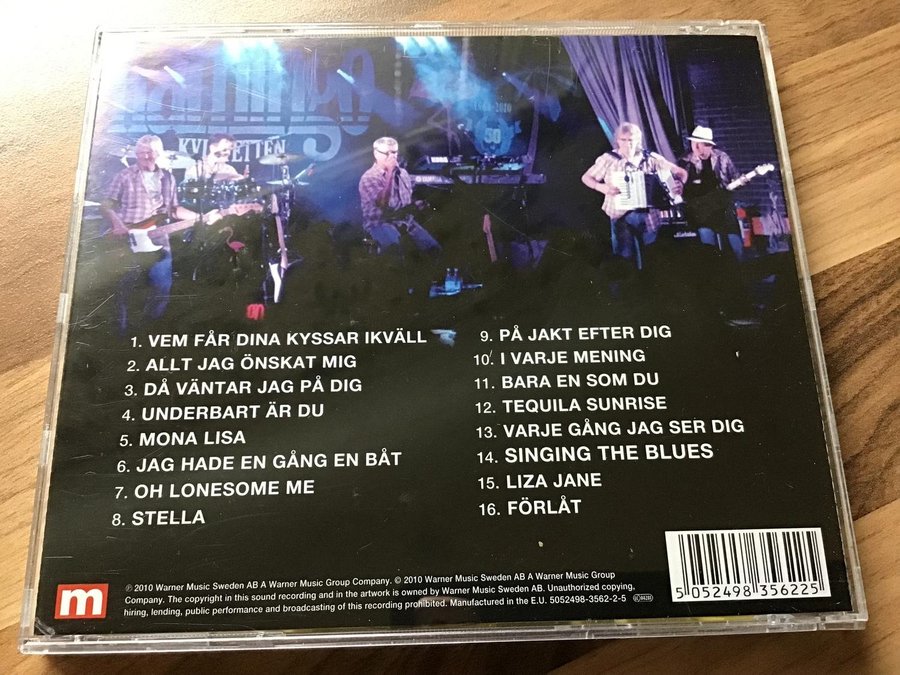 KVINTETTEN
50
KORG
YAMAHA
1. VEM FÅR DINA KYSSAR IKVÄLL
2. ALLT JAG ÖNSKAT MIG
3. DÅ VÄNTAR JAG PÅ DIG
4. UNDERBART ÄR DU
5. MONA LISA
6. JAG HADE EN GÅNG EN BÅT
7. OH LONESOME ME
8. STELLA
9. PÅ JAKT EFTER DIG
10. I VARJE MENING
11. BARA EN SOM DU
12. TEQUILA SUNRISE
13. VARJE GÅNG JAG SER DIG
14. SINGING THE BLUES
15. LIZA JANE
16. FÖRLÅT
m
℗ 2010 Warner Music Sweden AB A Warner Music Group Company. © 2010 Warner Music Sweden AB A Warner Music Group
Company. The copyright in this sound recording and in the artwork is owned by Warner Music Sweden AB. Unauthorized copying,
hiring, lending, public performance and broadcasting of this recording prohibited. Manufactured in the E.U. 5052498-3562-2-5
5 052498 356225